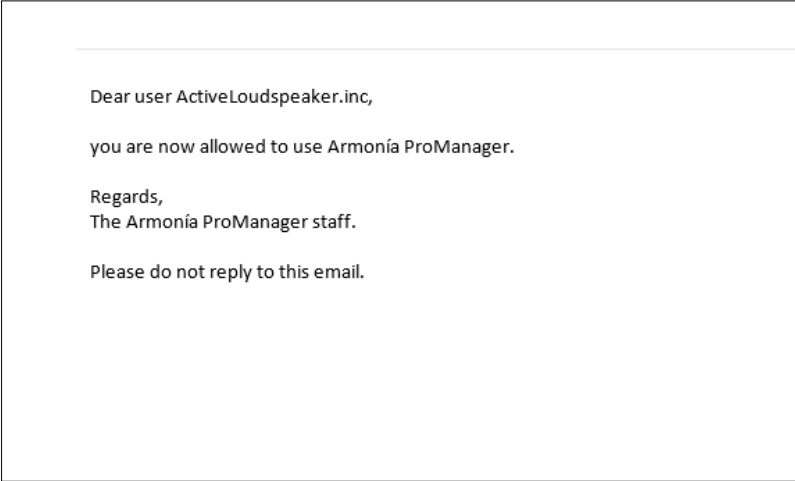 Dear user ActiveLoudspeaker.inc,
you are now allowed to use Armonía ProManager.
Regards,
The Armonía ProManager staff.
Please do not reply to this email.